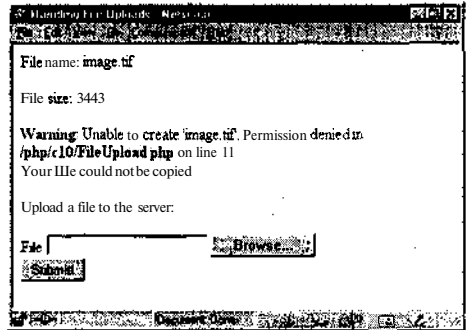 Handling File Uploads - Netscape
File name: image.tif
File size: 3443
Warning: Unable to create 'image.tif'. Permission denied in
/php/c10/FileUpload php on line 11
Your Ше could not be copied
Upload a file to the server:
File Browse...
Submit
Document: Done